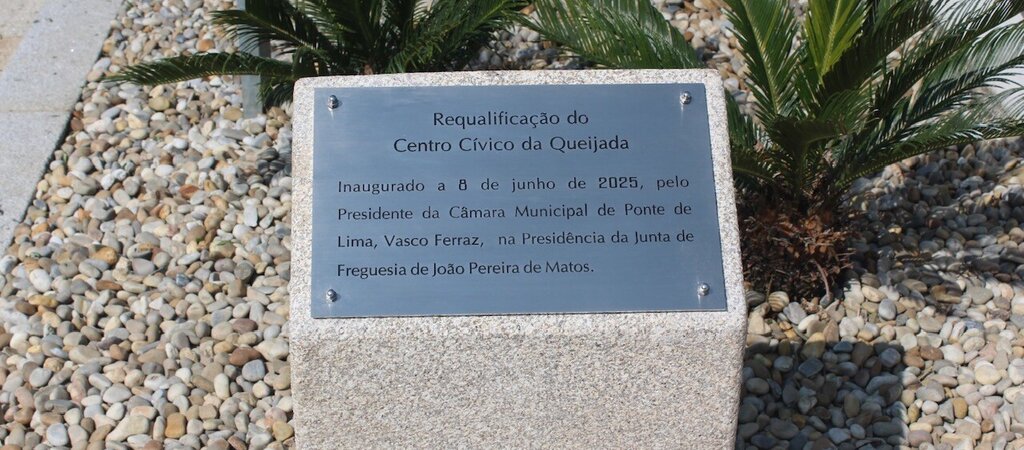 Requalificação do
Centro Cívico da Queijada
Inaugurado a 8 de junho de 2025, pelo
Presidente da Câmara Municipal de Ponte de
Lima, Vasco Ferraz, na Presidência da Junta de
Freguesia de João Pereira de Matos.